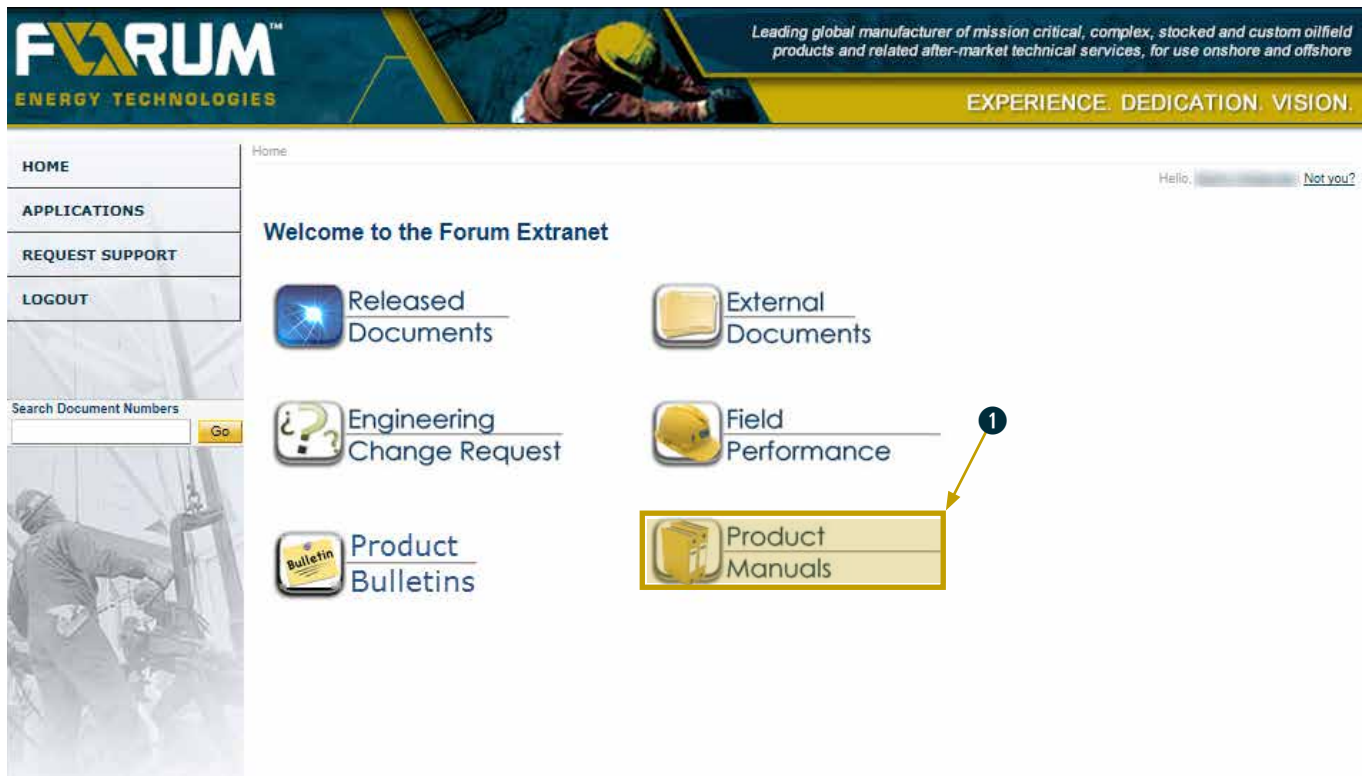 FORUM™
ENERGY TECHNOLOGIES
Leading global manufacturer of mission critical, complex, stocked and custom oilfield
products and related after-market technical services, for use onshore and offshore
EXPERIENCE. DEDICATION. VISION.
HOME
APPLICATIONS
REQUEST SUPPORT
LOGOUT
Search Document Numbers
Go
Home
Hello, Not you?
Welcome to the Forum Extranet
Released
Documents
External
Documents
¿??
Engineering
Change Request
Field
Performance
1
Bulletin
Product
Bulletins
Product
Manuals